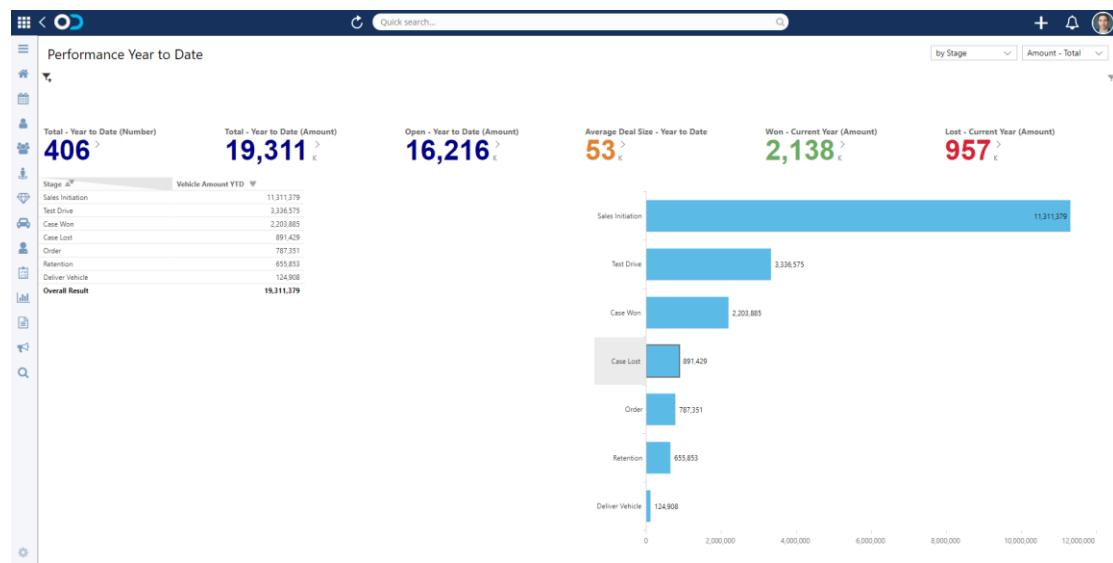 Quick search...
Performance Year to Date
by Stage
Amount - Total
Total - Year to Date (Number)
406
Total - Year to Date (Amount)
19,311 K
Open - Year to Date (Amount)
16,216 K
Average Deal Size - Year to Date
53 K
Won - Current Year (Amount)
2,138 K
Lost - Current Year (Amount)
957 K
Stage Vehicle Amount YTD
Sales Initiation 11,311,379
Test Drive 3,336,575
Case Won 2,203,885
Case Lost 891,429
Order 787,351
Retention 655,853
Deliver Vehicle 124,908
Overall Result 19,311,379
Sales Initiation 11,311,379
Test Drive 3,336,575
Case Won 2,203,885
Case Lost 891,429
Order 787,351
Retention 655,853
Deliver Vehicle 124,908
0 2,000,000 4,000,000 6,000,000 8,000,000 10,000,000 12,000,000